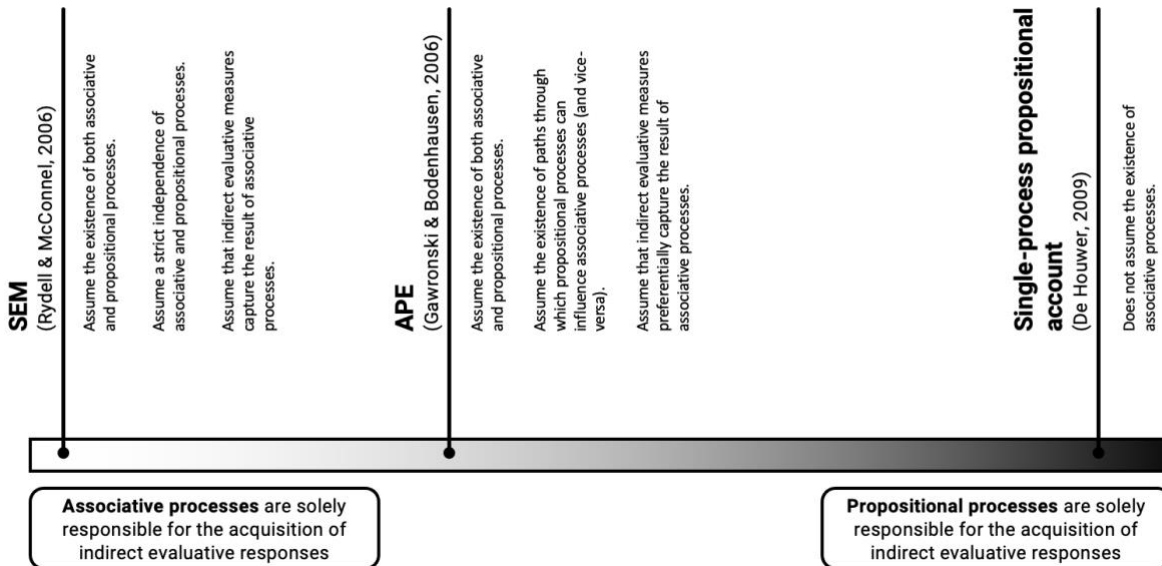 SEM
(Rydell & McConnel, 2006)
Assume the existence of both associative
and propositional processes.
Assume a strict independence of
associative and propositional processes.
Assume that indirect evaluative measures
capture the result of associative
processes.
APE
(Gawronski & Bodenhausen, 2006)
Assume the existence of both associative
and propositional processes.
Assume the existence of paths through
which propositional processes can
influence associative processes (and vice-
versa).
Assume that indirect evaluative measures
preferentially capture the result of
associative processes.
Single-process propositional
account
(De Houwer, 2009)
Does not assume the existence of
associative processes.
Associative processes are solely
responsible for the acquisition of
indirect evaluative responses
Propositional processes are solely
responsible for the acquisition of
indirect evaluative responses